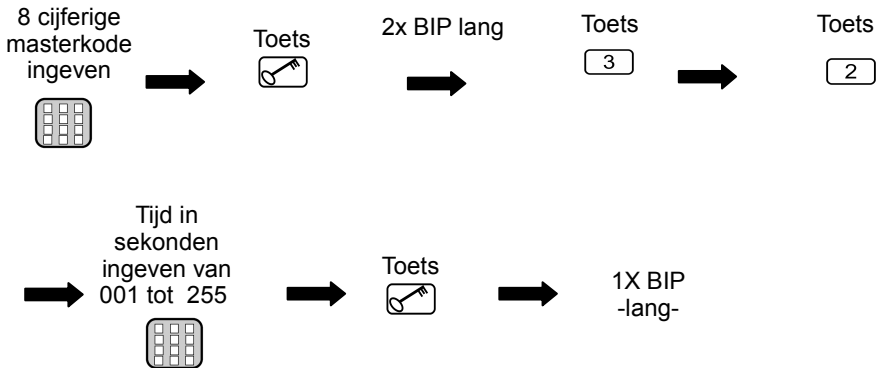 8 cijferige
masterkode
ingeven
Toets
2x BIP lang
Toets
3
Toets
2
Tijd in
sekonden
ingeven van
001 tot 255
Toets
1X BIP
-lang-